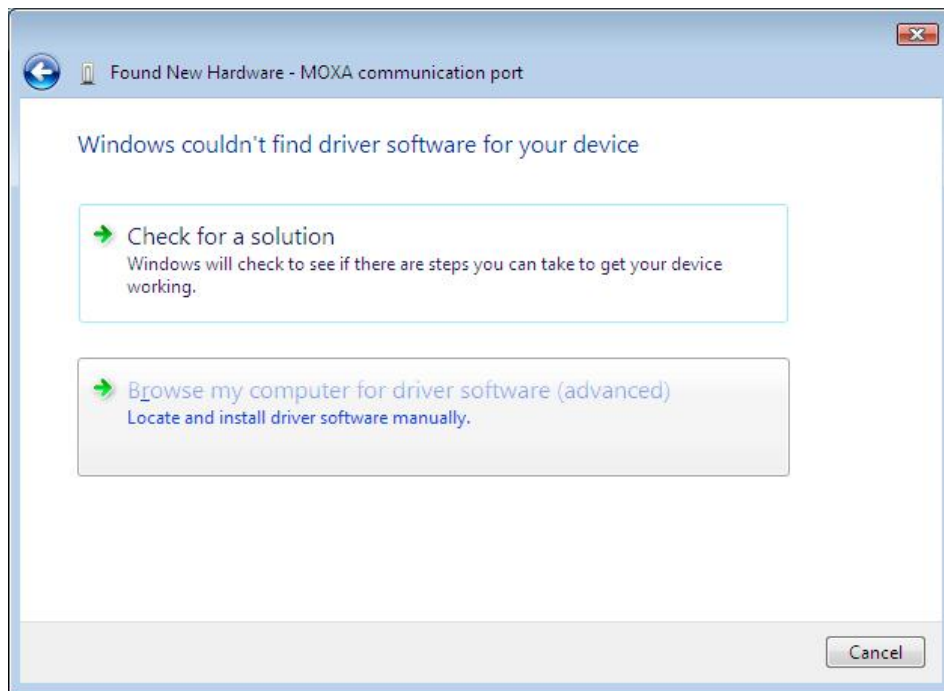 Found New Hardware - MOXA communication port
Windows couldn't find driver software for your device
Check for a solution
Windows will check to see if there are steps you can take to get your device
working.
Browse my computer for driver software (advanced)
Locate and install driver software manually.
Cancel